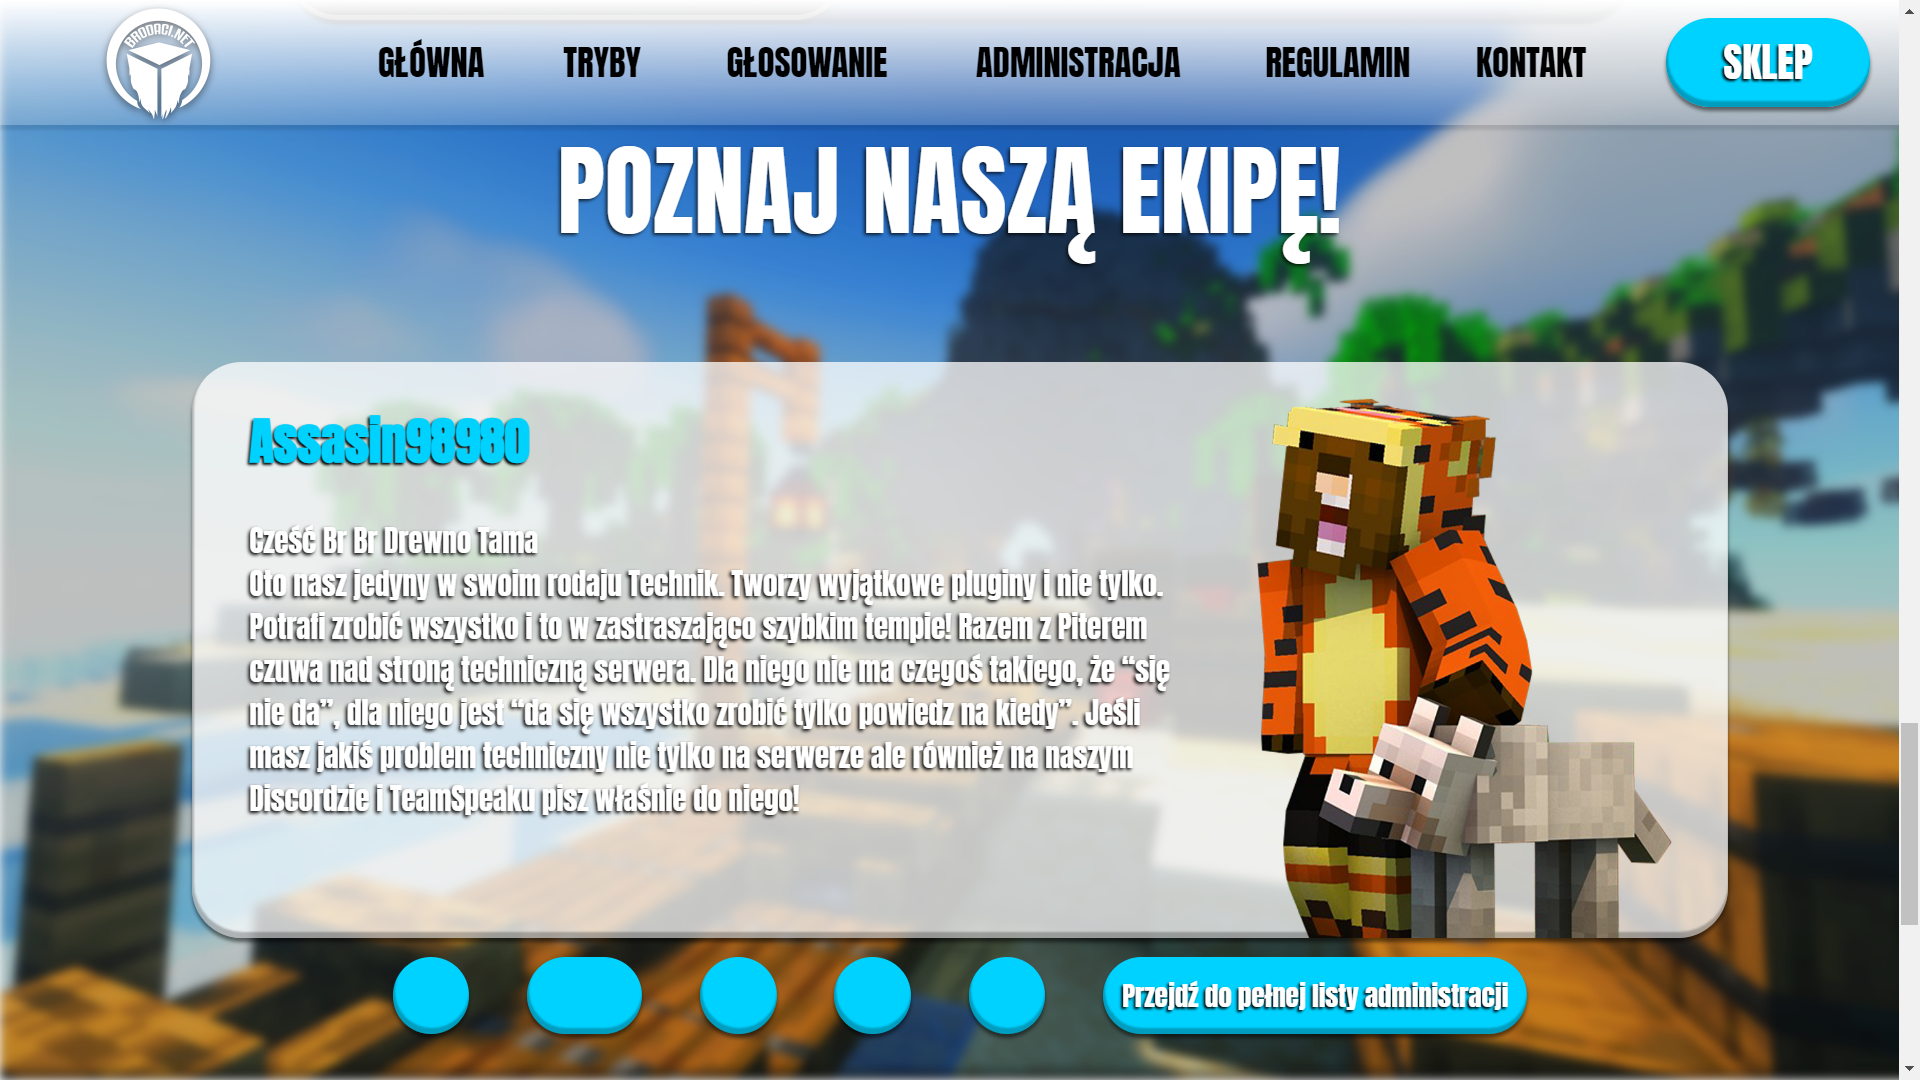 BRODACI.NET
GŁÓWNA
TRYBY
GŁOSOWANIE
ADMINISTRACJA
REGULAMIN
KONTAKT
SKLEP
POZNAJ NASZĄ EKIPĘ!
Assasin98980
Cześć Br Br Drewno Tama
Oto nasz jedyny w swoim rodzaju Technik. Tworzy wyjątkowe pluginy i nie tylko.
Potrafi zrobić wszystko i to w zastraszająco szybkim tempie! Razem z Piterem
czuwa nad stroną techniczną serwera. Dla niego nie ma czegoś takiego, że “się
nie da”, dla niego jest “da się wszystko zrobić tylko powiedz na kiedy”. Jeśli
masz jakiś problem techniczny nie tylko na serwerze ale również na naszym
Discordzie i TeamSpeaku pisz właśnie do niego!
Przejdź do pełnej listy administracji